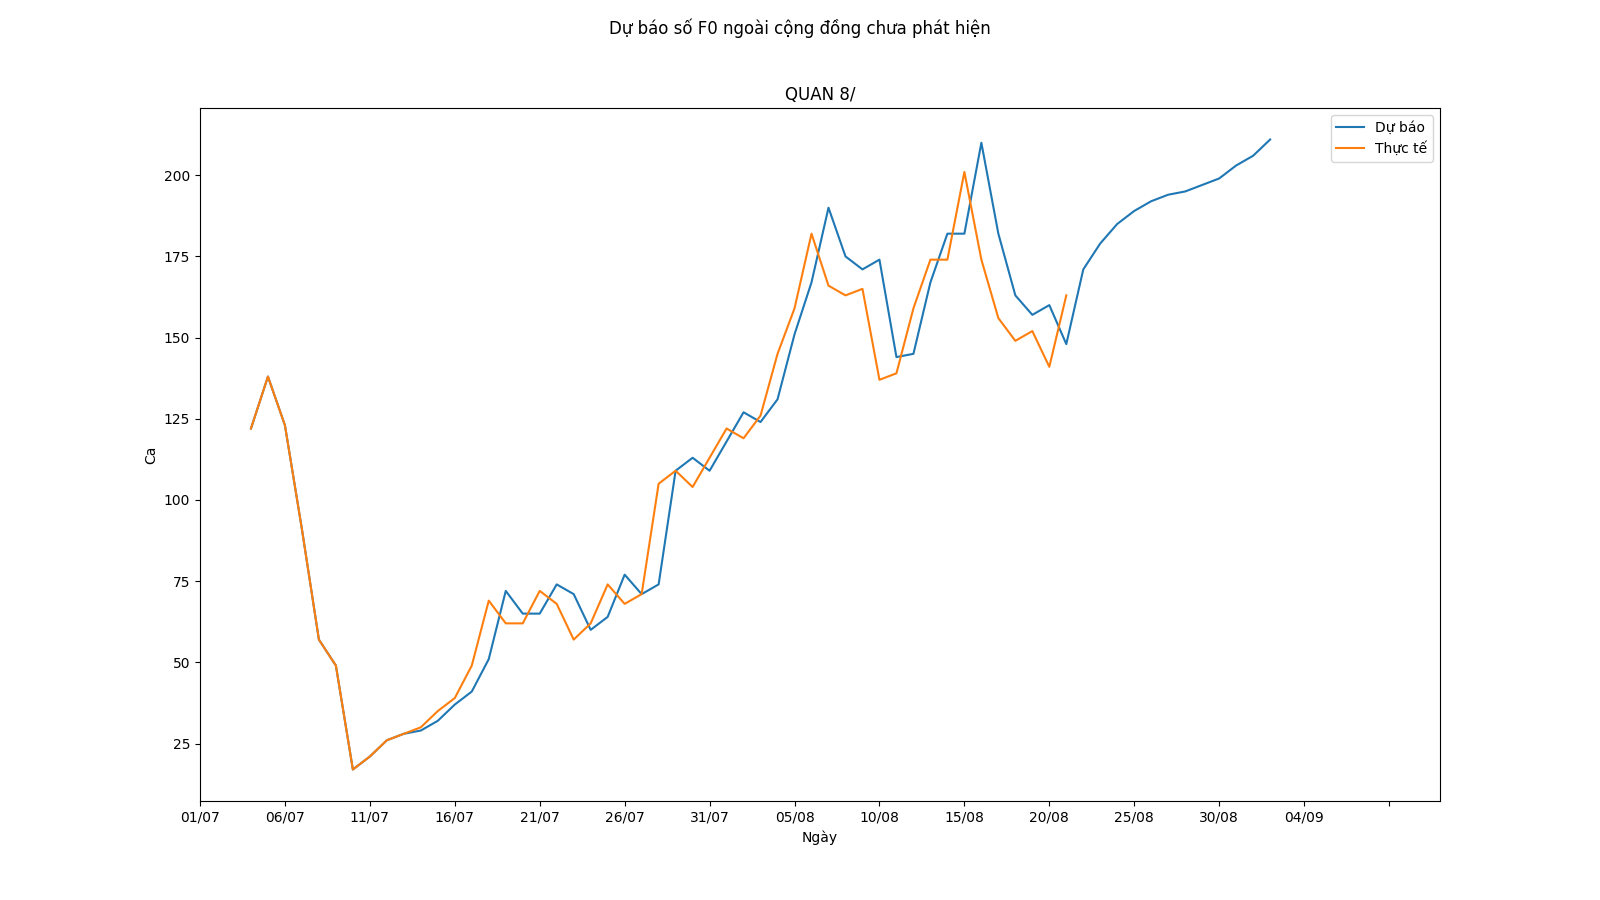 Dự báo số F0 ngoài cộng đồng chưa phát hiện
QUAN 8/
Dự báo
Thực tế
200
175
150
125
100
75
50
25
Ca
01/07 06/07 11/07 16/07 21/07 26/07 31/07 05/08 10/08 15/08 20/08 25/08 30/08 04/09
Ngày